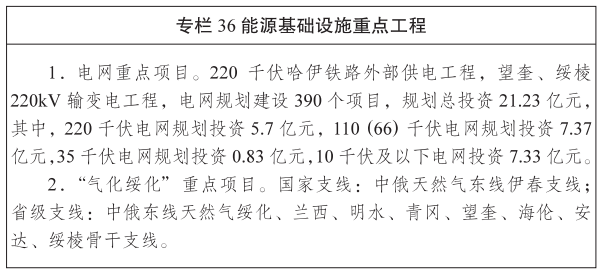 专栏 36 能源基础设施重点工程
1. 电网重点项目。220 千伏哈伊铁路外部供电工程，望奎、绥棱
220kV 输变电工程，电网规划建设 390 个项目，规划总投资 21.23 亿元，
其中，220 千伏电网规划投资 5.7 亿元，110 (66) 千伏电网规划投资 7.37
亿元,35 千伏电网规划投资 0.83 亿元,10 千伏及以下电网投资 7.33 亿元。
2. “气化绥化” 重点项目。国家支线：中俄天然气东线伊春支线；
省级支线：中俄东线天然气绥化、兰西、明水、青冈、望奎、海伦、安
达、绥棱骨干支线。